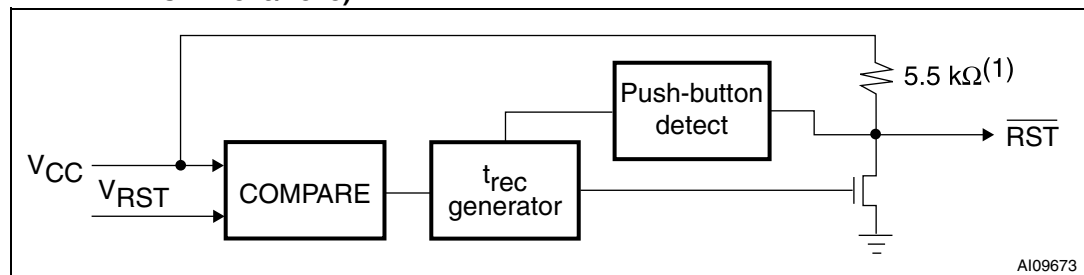 5.5 kΩ(1)
Push-button
detect
RST
VCC
VRST
COMPARE
trec
generator
AI09673